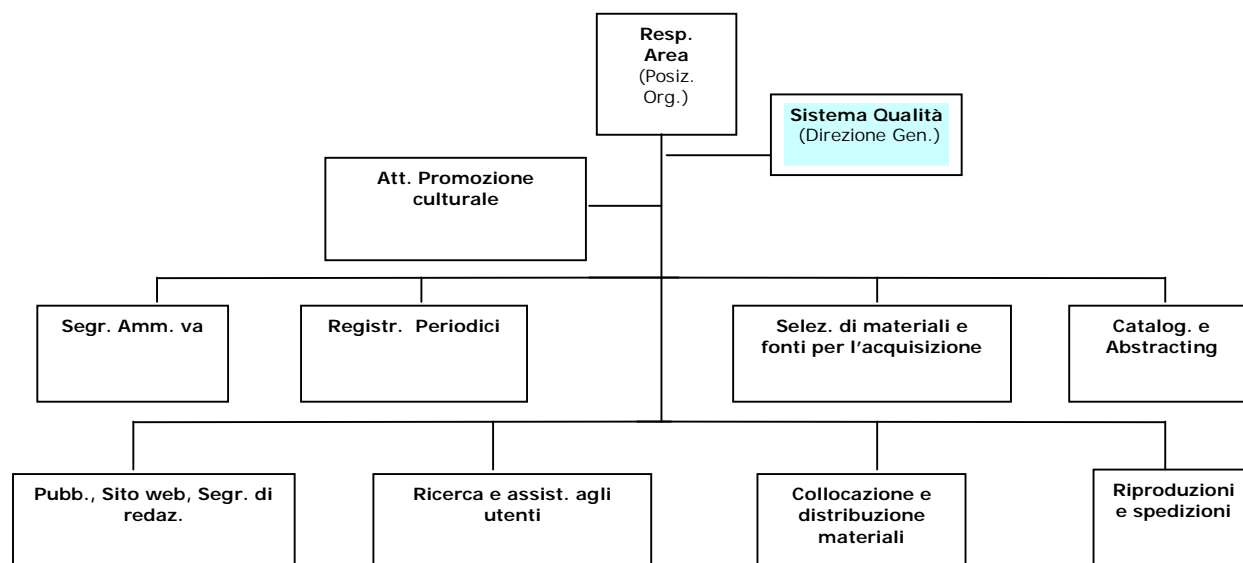 Resp.
Area
(Posiz.
Org.)
Sistema Qualità
(Direzione Gen.)
Att. Promozione
culturale
Segr. Amm. va
Registr. Periodici
Selez. di materiali e
fonti per l'acquisizione
Catalog. e
Abstracting
Pubb., Sito web, Segr. di
redaz.
Ricerca e assist. agli
utenti
Collocazione e
distribuzione
materiali
Riproduzioni
e spedizioni